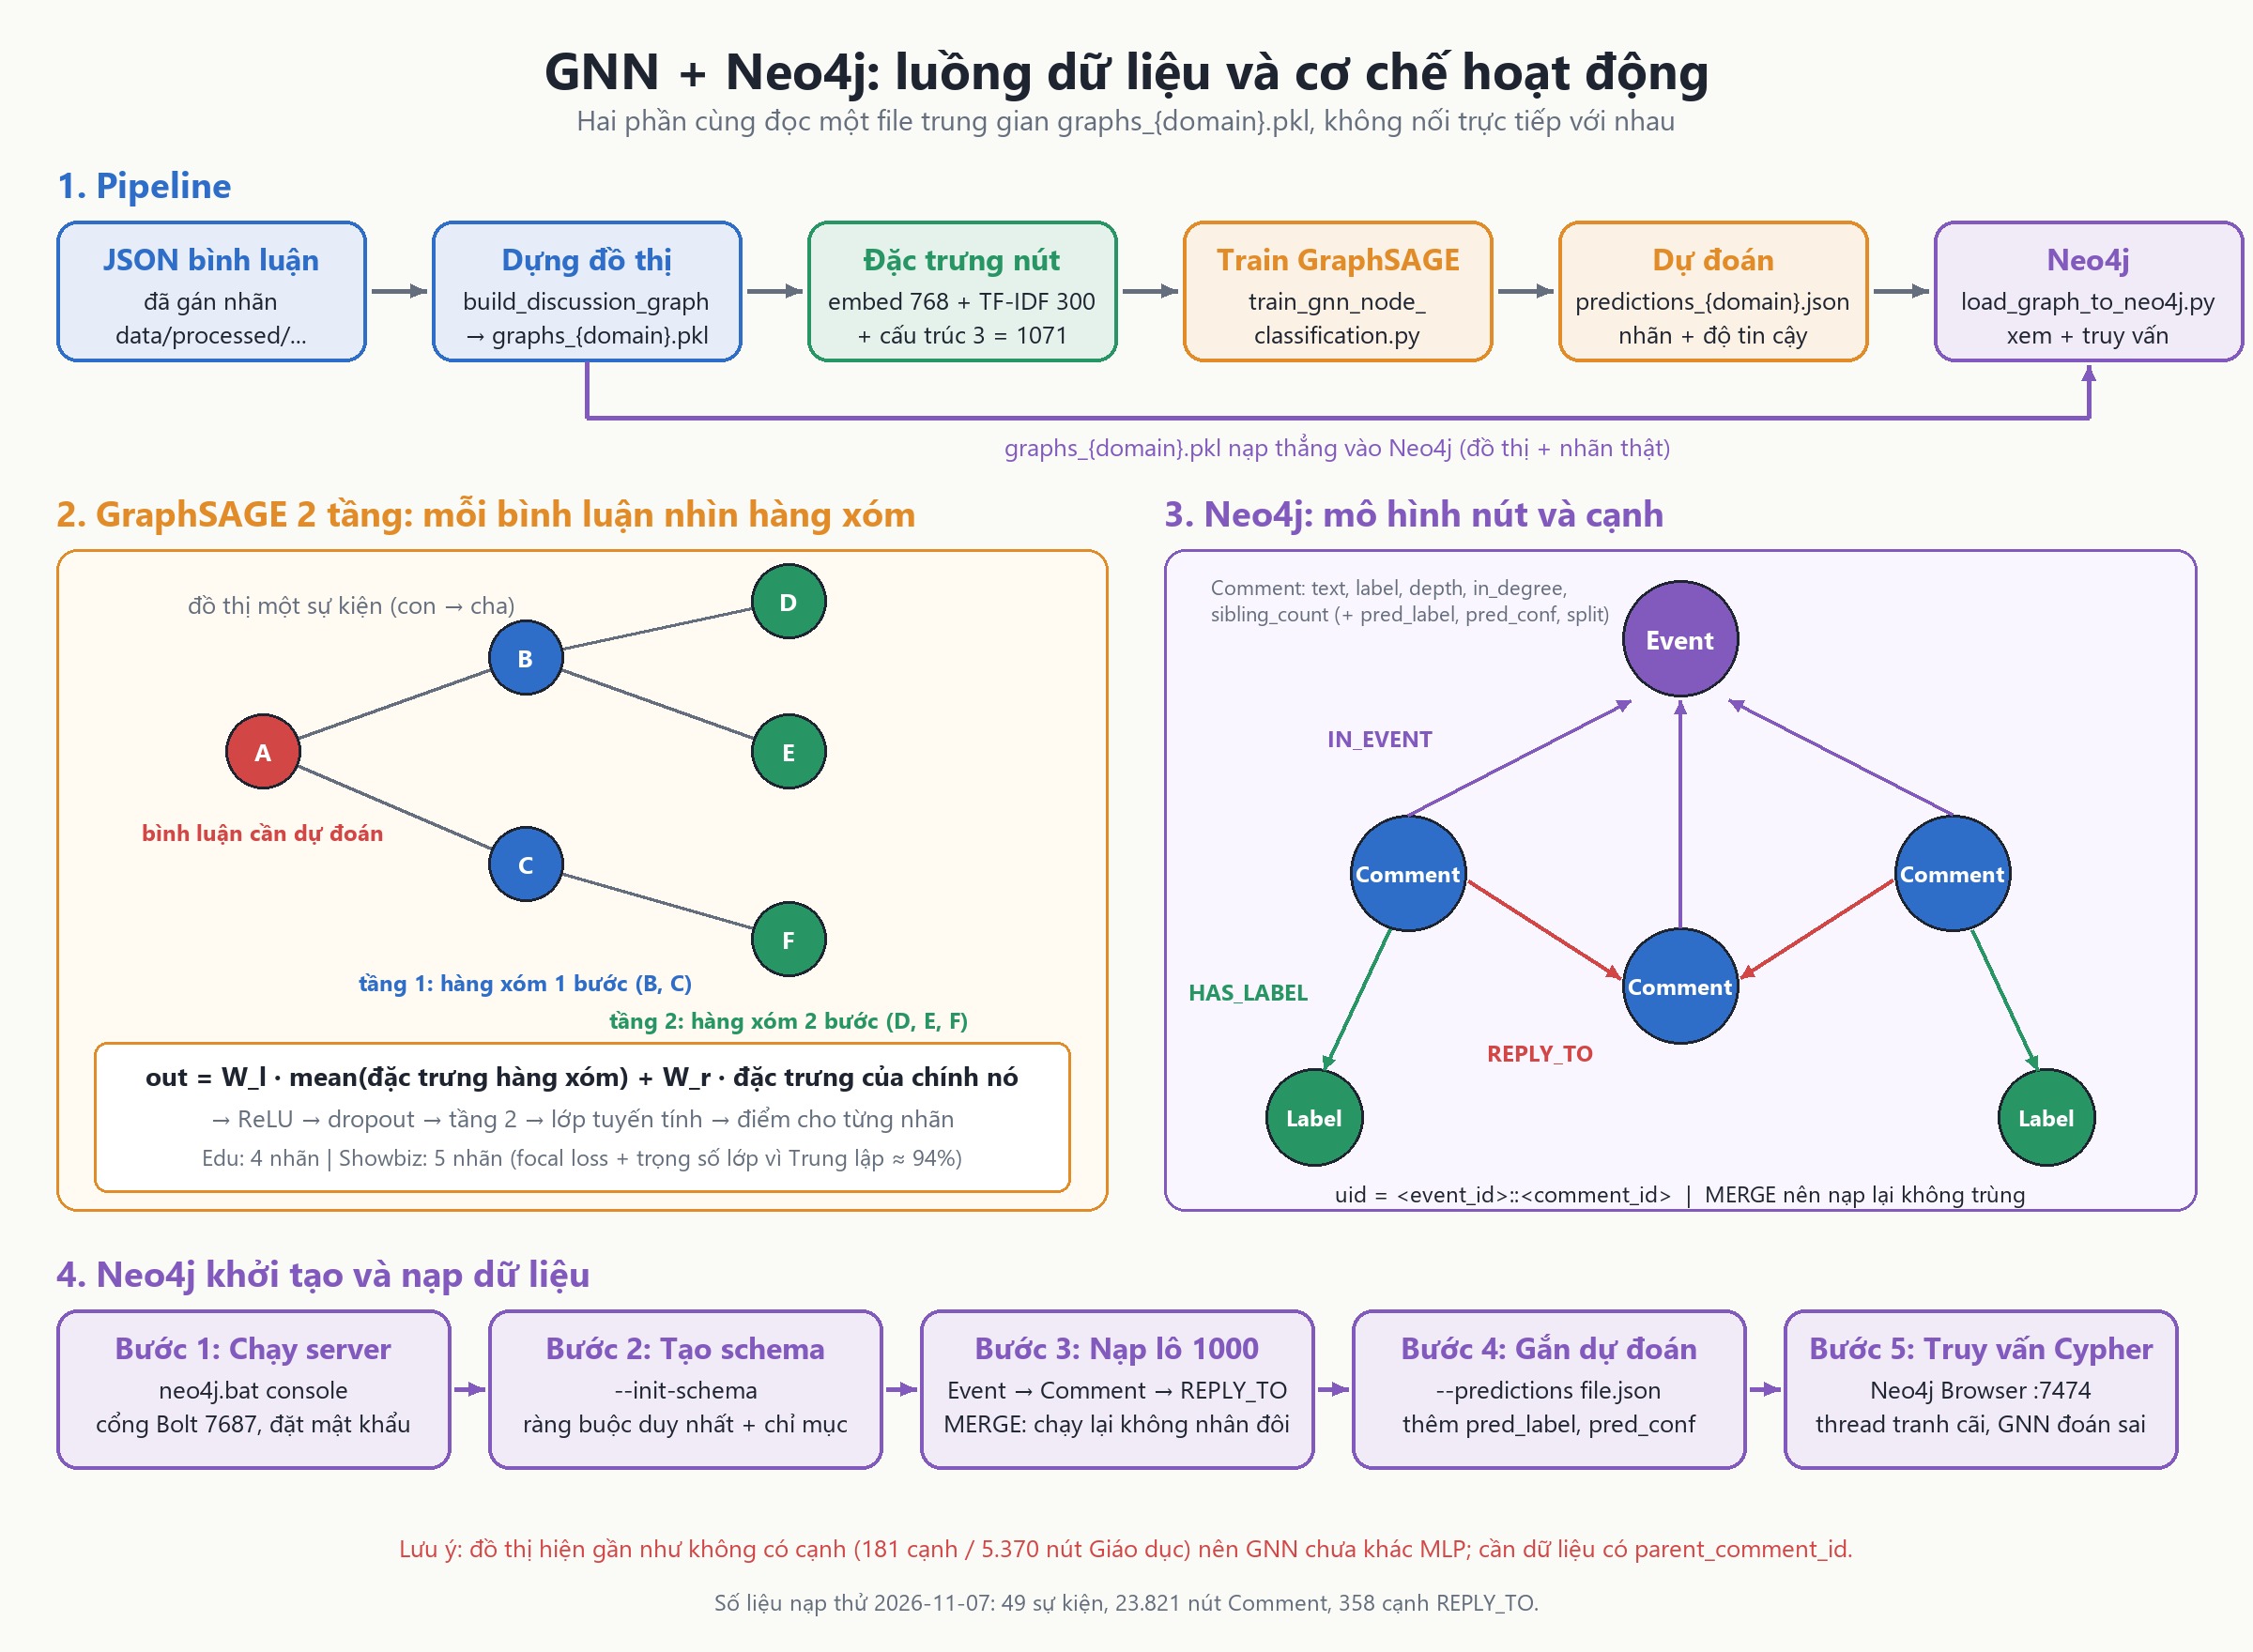 GNN + Neo4j: luồng dữ liệu và cơ chế hoạt động
Hai phần cùng đọc một file trung gian graphs_{domain}.pkl, không nối trực tiếp với nhau
1. Pipeline
JSON bình luận
đã gán nhãn
data/processed/...
Dựng đồ thị
build_discussion_graph
→ graphs_{domain}.pkl
Đặc trưng nút
embed 768 + TF-IDF 300
+ cấu trúc 3 = 1071
Train GraphSAGE
train_gnn_node_
classification.py
Dự đoán
predictions_{domain}.json
nhãn + độ tin cậy
Neo4j
load_graph_to_neo4j.py
xem + truy vấn
graphs_{domain}.pkl nạp thẳng vào Neo4j (đồ thị + nhãn thật)
2. GraphSAGE 2 tầng: mỗi bình luận nhìn hàng xóm
đồ thị một sự kiện (con → cha)
D
B
A
E
bình luận cần dự đoán
C
F
tầng 1: hàng xóm 1 bước (B, C)
tầng 2: hàng xóm 2 bước (D, E, F)
out = W_l · mean(đặc trưng hàng xóm) + W_r · đặc trưng của chính nó
→ ReLU → dropout → tầng 2 → lớp tuyến tính → điểm cho từng nhãn
Edu: 4 nhãn | Showbiz: 5 nhãn (focal loss + trọng số lớp vì Trung lập ≈ 94%)
3. Neo4j: mô hình nút và cạnh
Comment: text, label, depth, in_degree,
sibling_count (+ pred_label, pred_conf, split)
Event
IN_EVENT
Comment
Comment
Comment
HAS_LABEL
REPLY_TO
Label
Label
uid = <event_id>::<comment_id> | MERGE nên nạp lại không trùng
4. Neo4j khởi tạo và nạp dữ liệu
Bước 1: Chạy server
neo4j.bat console
cổng Bolt 7687, đặt mật khẩu
Bước 2: Tạo schema
--init-schema
ràng buộc duy nhất + chỉ mục
Bước 3: Nạp lô 1000
Event → Comment → REPLY_TO
MERGE: chạy lại không nhân đôi
Bước 4: Gắn dự đoán
--predictions file.json
thêm pred_label, pred_conf
Bước 5: Truy vấn Cypher
Neo4j Browser :7474
thread tranh cãi, GNN đoán sai
Lưu ý: đồ thị hiện gần như không có cạnh (181 cạnh / 5.370 nút Giáo dục) nên GNN chưa khác MLP; cần dữ liệu có parent_comment_id.
Số liệu nạp thử 2026-11-07: 49 sự kiện, 23.821 nút Comment, 358 cạnh REPLY_TO.